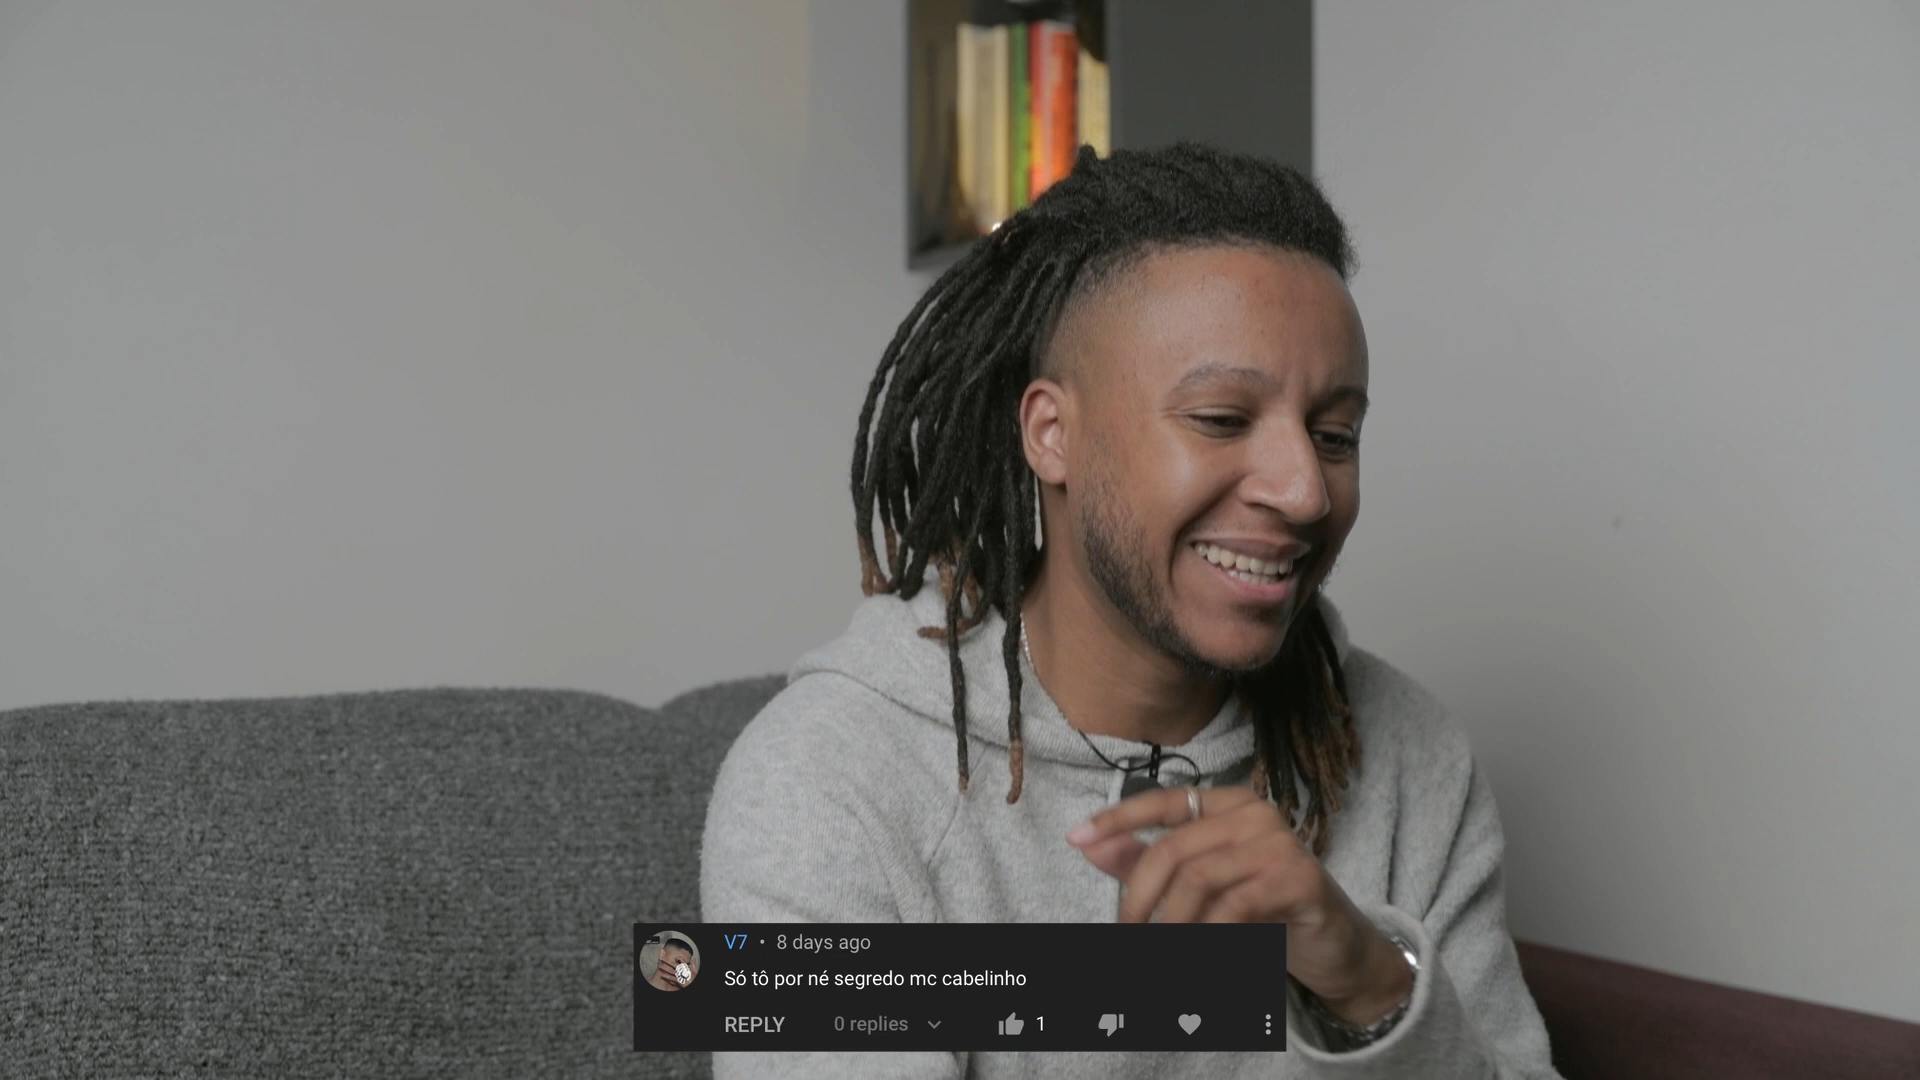 V7 • 8 days ago
Só tô por né segredo mc cabelinho
REPLY 0 replies 1